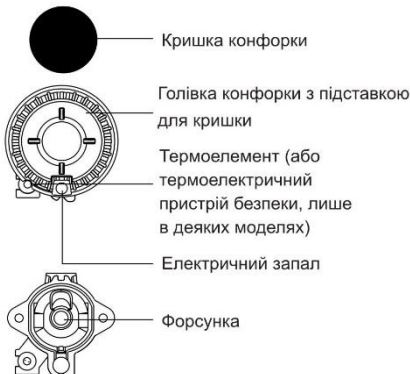 Кришка конфорки
Голівка конфорки з підставкою
для кришки
Термоелемент (або
термоелектричний
пристрій безпеки, лише
в деяких моделях)
Електричний запал
Форсунка